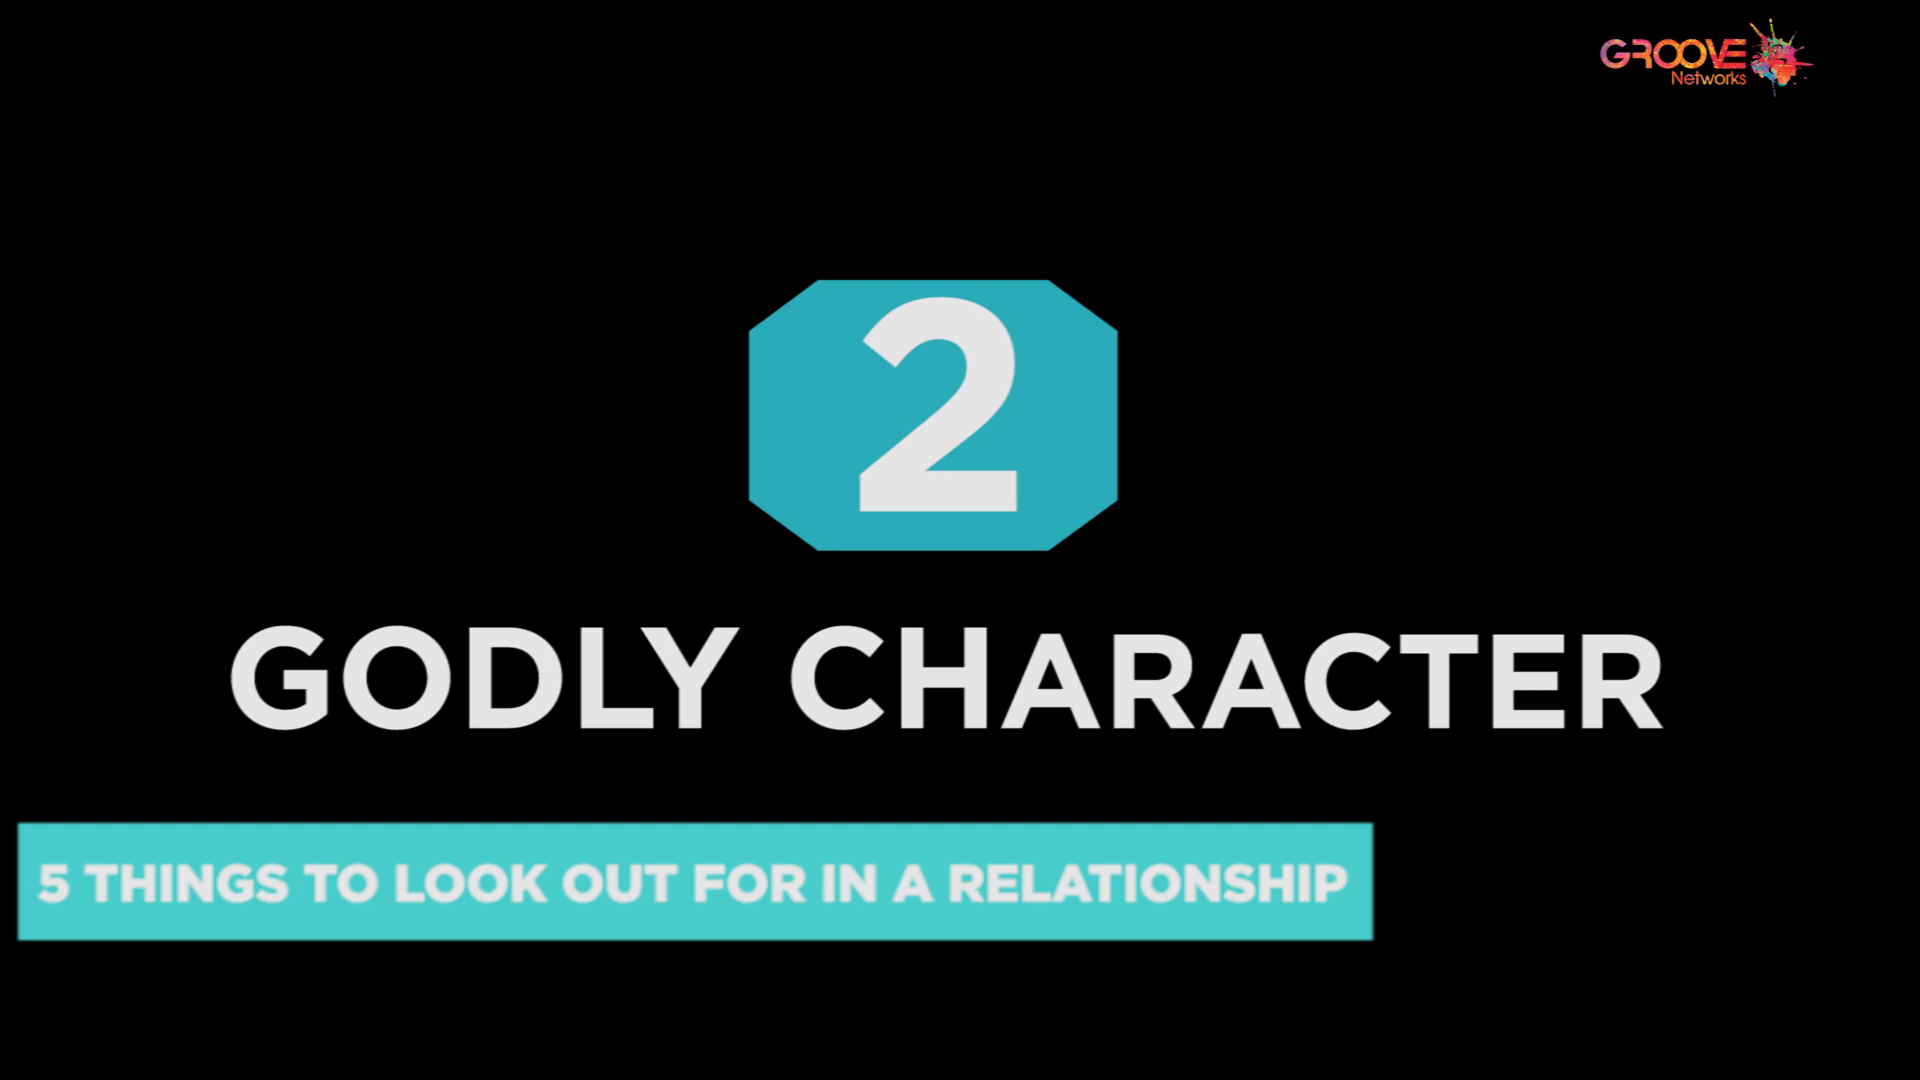 GROOVE
Networks
2
GODLY CHARACTER
5 THINGS TO LOOK OUT FOR IN A RELATIONSHIP